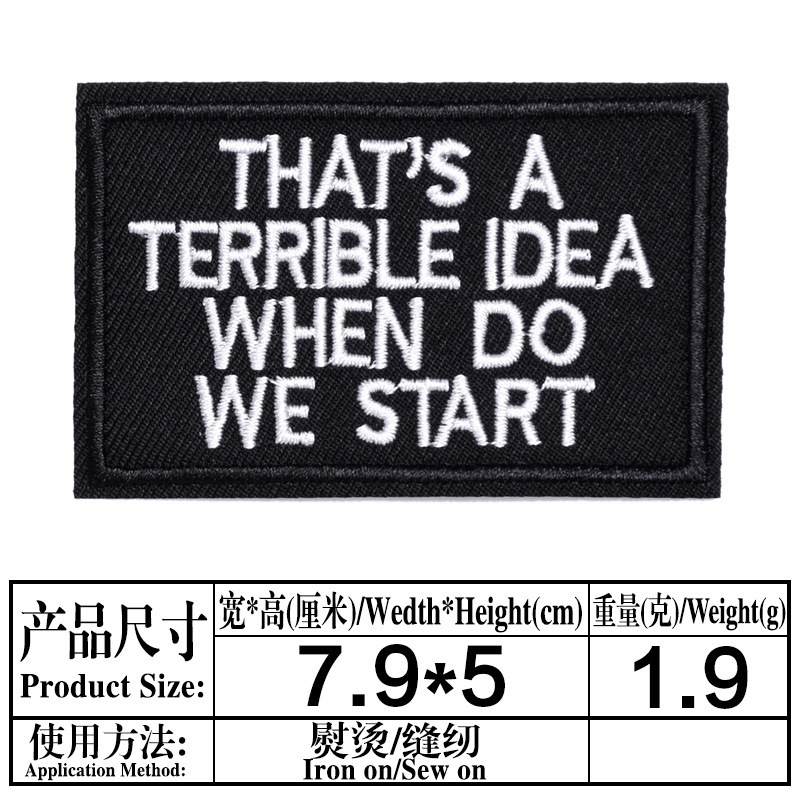 THAT'S A
TERRIBLE IDEA
WHEN DO
WE START
产品尺寸
Product Size:
宽*高(厘米)/Wedth*Height(cm)
重量(克)/Weight(g)
7.9*5
1.9
使用方法:
Application Method:
熨烫/缝纫
Iron on/Sew on